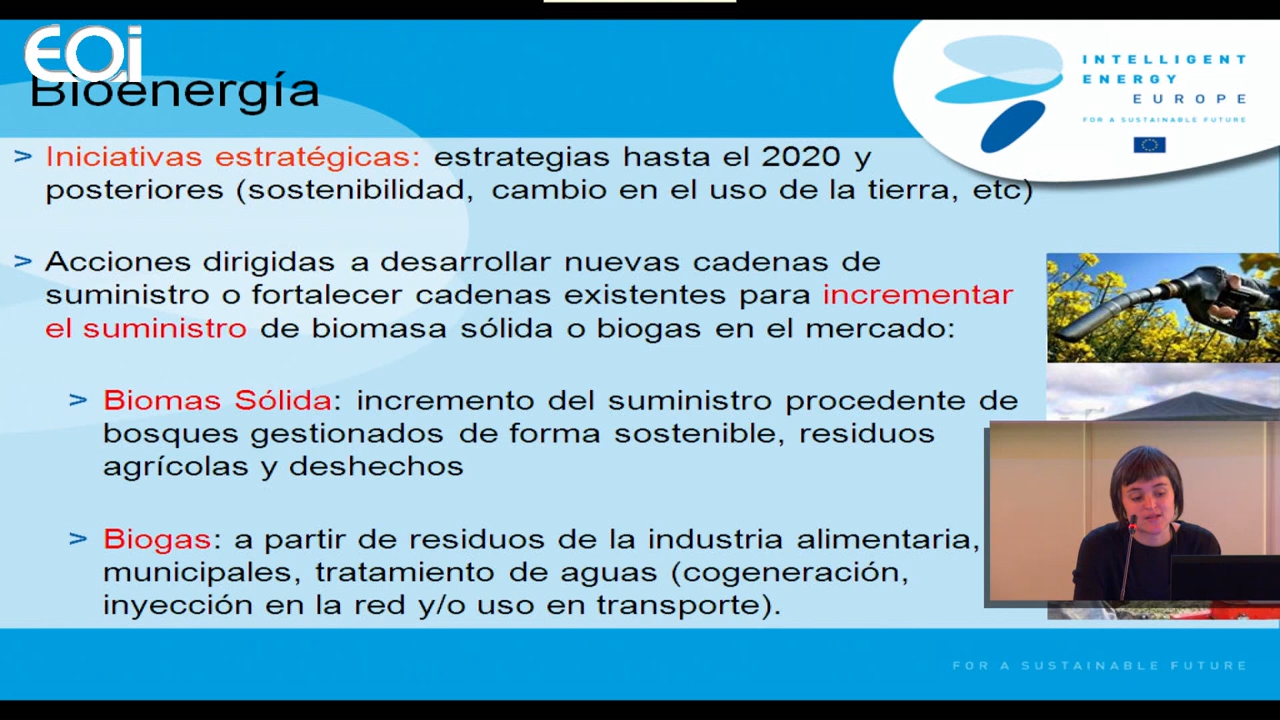 EOi
Bioenergía
INTELLIGENT
ENERGY
EUROPE
FOR A SUSTAINABLE FUTURE
> Iniciativas estratégicas: estrategias hasta el 2020 y
posteriores (sostenibilidad, cambio en el uso de la tierra, etc)
> Acciones dirigidas a desarrollar nuevas cadenas de
suministro o fortalecer cadenas existentes para incrementar
el suministro de biomasa sólida o biogas en el mercado:
> Biomas Sólida: incremento del suministro procedente de
bosques gestionados de forma sostenible, residuos
agrícolas y deshechos
> Biogas: a partir de residuos de la industria alimentaria,
municipales, tratamiento de aguas (cogeneración,
inyección en la red y/o uso en transporte).
FOR A SUSTAINABLE FUTURE